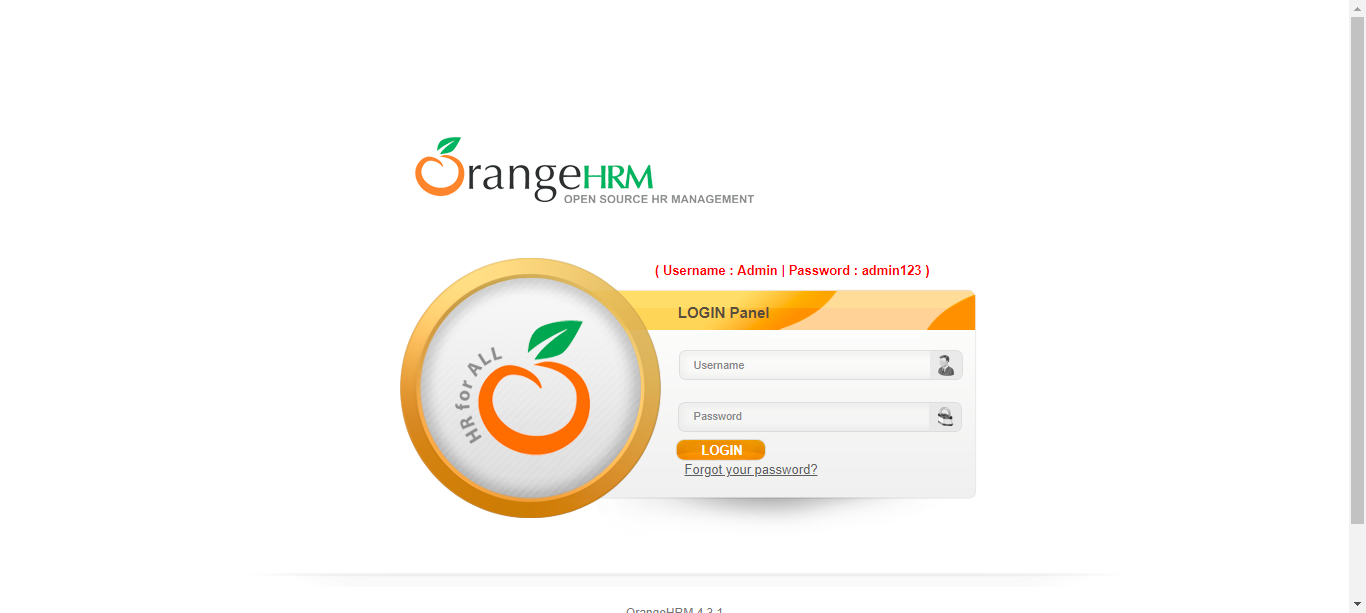 OrangeHRM
OPEN SOURCE HR MANAGEMENT
( Username : Admin | Password : admin123 )
LOGIN Panel
HR for ALL
Username
Password
LOGIN
Forgot your password?
OrangeHRM 4.3.1